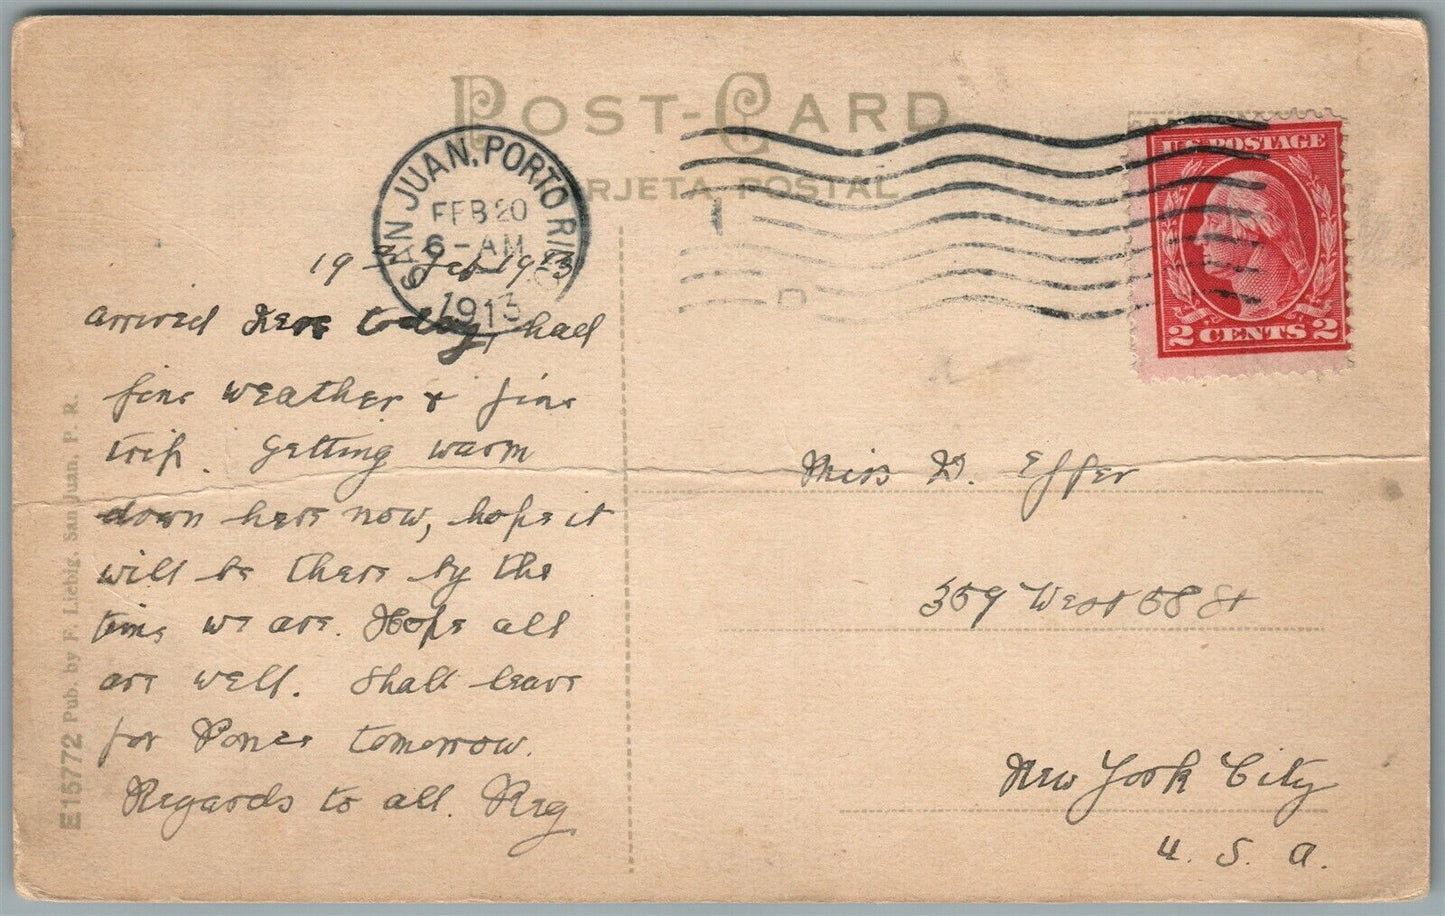 POST-CARD
TARJETA POSTAL
SAN JUAN, PORTO RICO
FEB 20
6-AM
1913
U.S. POSTAGE
2 CENTS 2
19th Feb 1913
arrived here today, had
fine weather & fine
trip. Getting warm
down here now, hope it
will be there by the
time we are. Hope all
are well. Shall leave
for Ponce tomorrow.
Regards to all. Reg
Miss D. Effer
359 West 58 St
New York City
U. S. A.
E15772 Pub. by F. Liebig, San Juan, P. R.